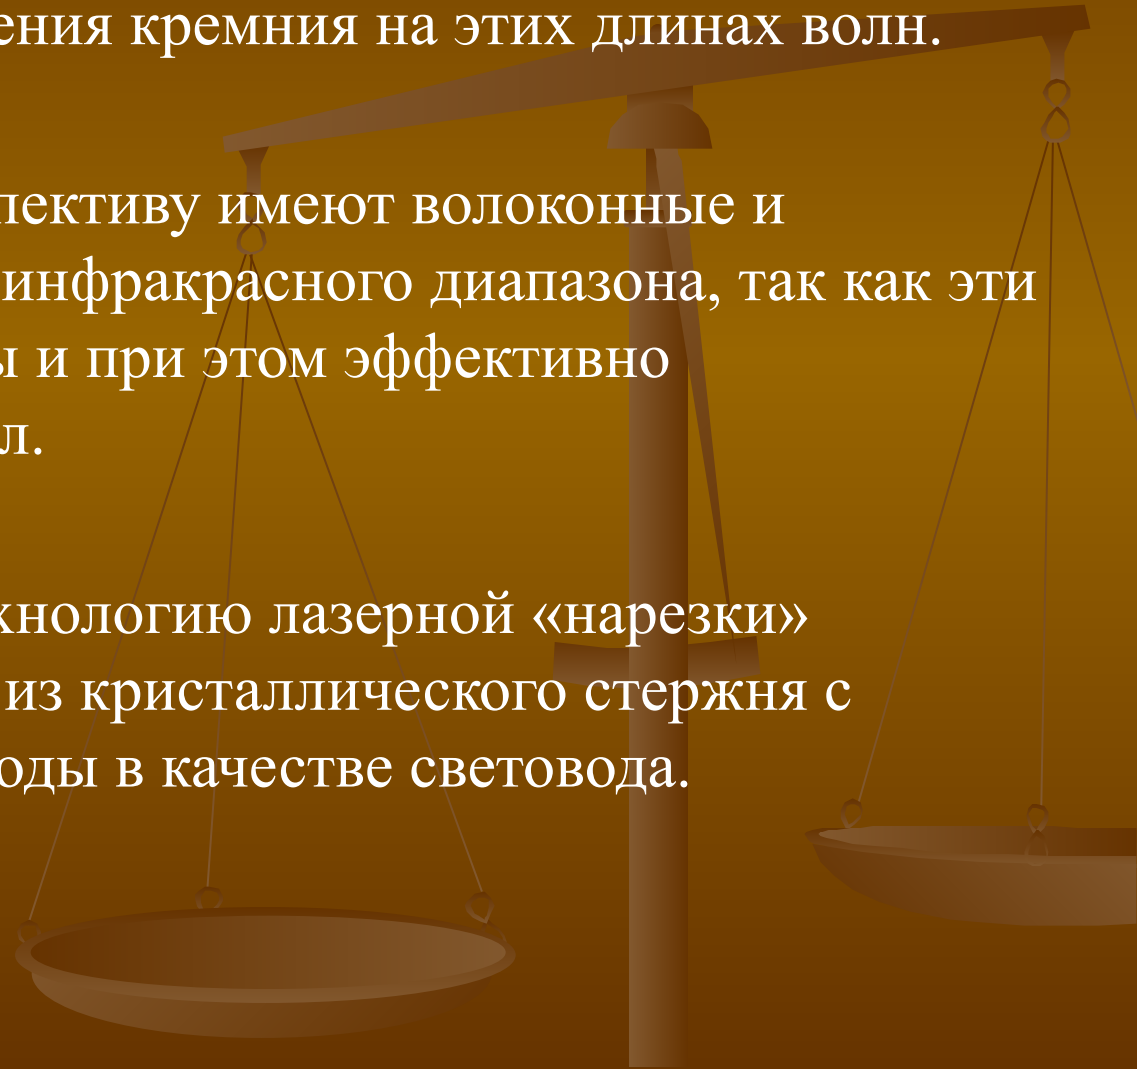 ения кремния на этих длинах волн.
пективу имеют волоконные и
инфракрасного диапазона, так как эти
ы и при этом эффективно
л.
хнологию лазерной «нарезки»
из кристаллического стержня с
оды в качестве световода.